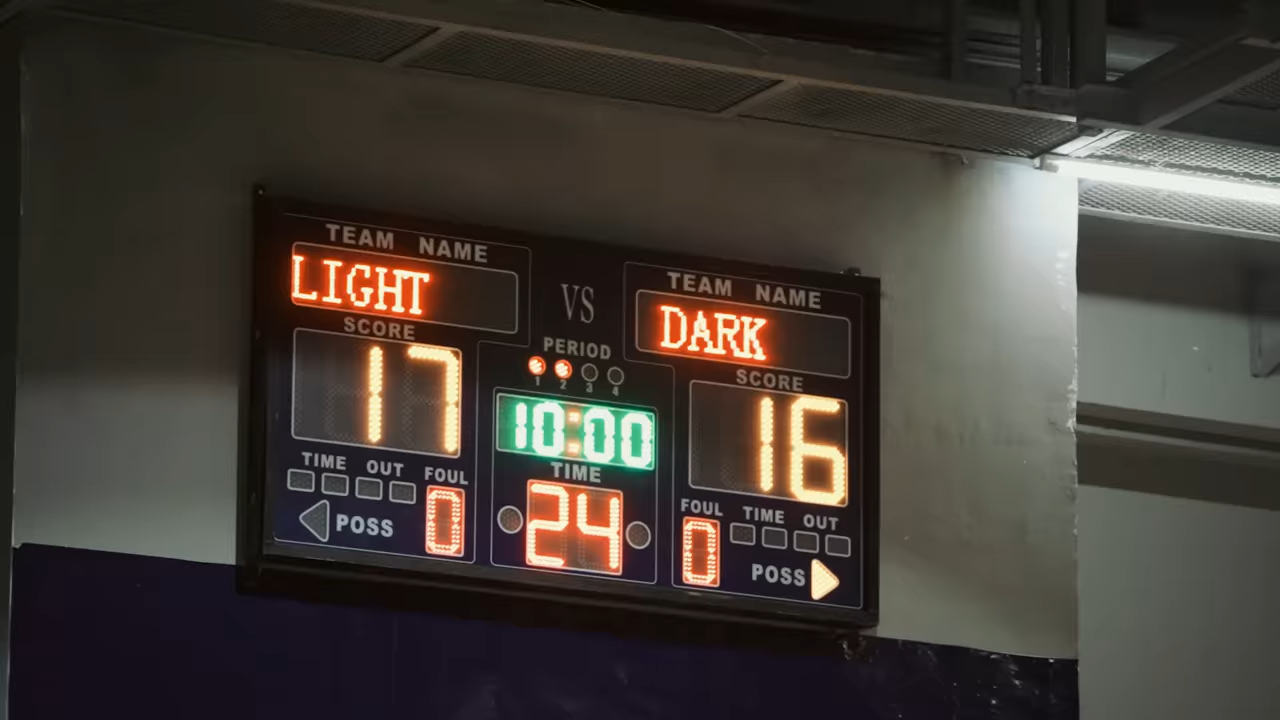 TEAM NAME
LIGHT
SCORE
17
TIME OUT
FOUL
0
POSS
VS
PERIOD
1 2 3 4
10:00
TIME
24
TEAM NAME
DARK
SCORE
16
FOUL
0
TIME OUT
POSS